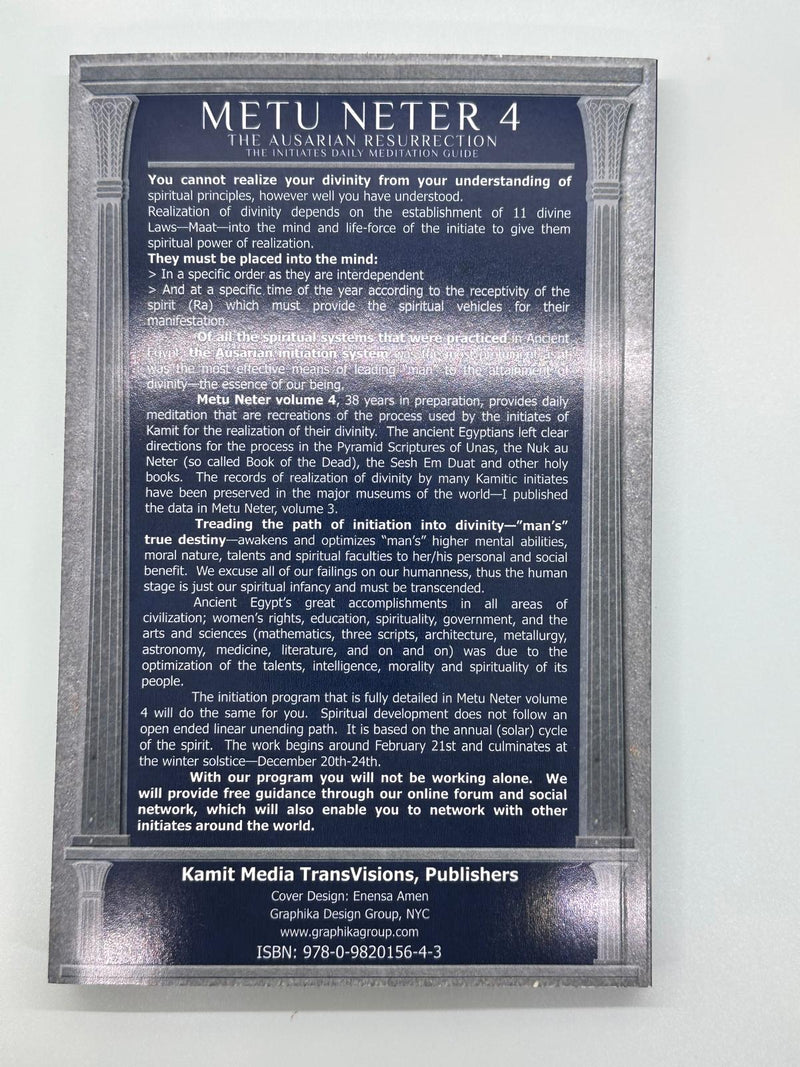 METU NETER 4
THE AUSARIAN RESURRECTION
THE INITIATES DAILY MEDITATION GUIDE
You cannot realize your divinity from your understanding of
spiritual principles, however well you have understood.
Realization of divinity depends on the establishment of 11 divine
Laws—Maat—into the mind and life-force of the initiate to give them
spiritual power of realization.
They must be placed into the mind:
> In a specific order as they are interdependent
> And at a specific time of the year according to the receptivity of the
spirit (Ra) which must provide the spiritual vehicles for their
manifestation.
Of all the spiritual systems that were practiced in Ancient
Egypt, the Ausarian initiation system was the most prominent as it
was the most effective means of leading "man" to the attainment of
divinity—the essence of our being.
Metu Neter volume 4, 38 years in preparation, provides daily
meditation that are recreations of the process used by the initiates of
Kamit for the realization of their divinity. The ancient Egyptians left clear
directions for the process in the Pyramid Scriptures of Unas, the Nuk au
Neter (so called Book of the Dead), the Sesh Em Duat and other holy
books. The records of realization of divinity by many Kamitic initiates
have been preserved in the major museums of the world—I published
the data in Metu Neter, volume 3.
Treading the path of initiation into divinity—"man's"
true destiny—awakens and optimizes "man's" higher mental abilities,
moral nature, talents and spiritual faculties to her/his personal and social
benefit. We excuse all of our failings on our humanness, thus the human
stage is just our spiritual infancy and must be transcended.
Ancient Egypt's great accomplishments in all areas of
civilization; women's rights, education, spirituality, government, and the
arts and sciences (mathematics, three scripts, architecture, metallurgy,
astronomy, medicine, literature, and on and on) was due to the
optimization of the talents, intelligence, morality and spirituality of its
people.
The initiation program that is fully detailed in Metu Neter volume
4 will do the same for you. Spiritual development does not follow an
open ended linear unending path. It is based on the annual (solar) cycle
of the spirit. The work begins around February 21st and culminates at
the winter solstice—December 20th-24th.
With our program you will not be working alone. We
will provide free guidance through our online forum and social
network, which will also enable you to network with other
initiates around the world.
Kamit Media TransVisions, Publishers
Cover Design: Enensa Amen
Graphika Design Group, NYC
www.graphikagroup.com
ISBN: 978-0-9820156-4-3